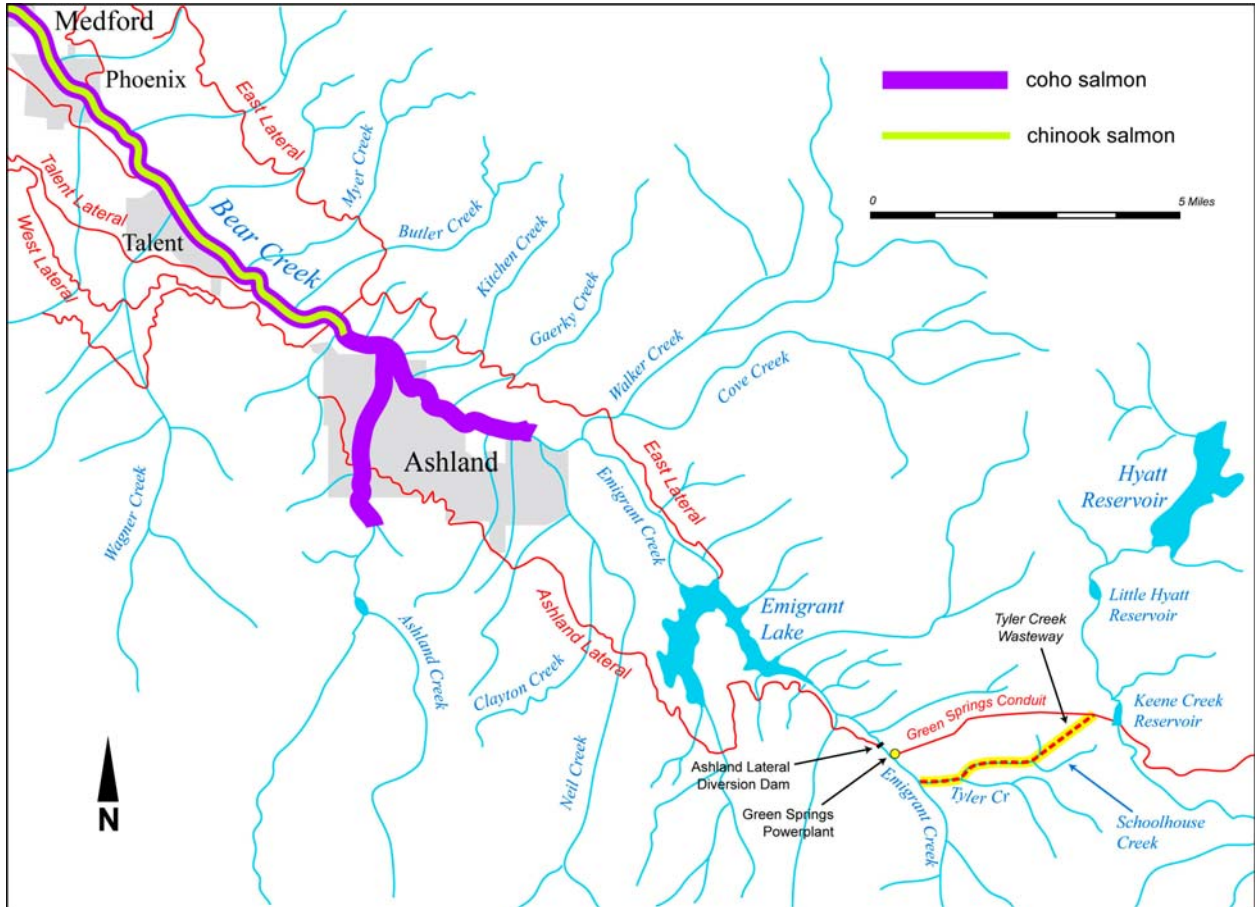 Medford
Phoenix
East Lateral
Myer Creek
coho salmon
chinook salmon
0
5 Miles
Talent Lateral
West Lateral
Talent
Bear Creek
Butler Creek
Kitchen Creek
Gaerky Creek
Walker Creek
Cove Creek
Ashland
East Lateral
Emigrant Creek
Hyatt
Reservoir
Wagner Creek
Ashland Creek
Ashland Lateral
Clayton Creek
Neil Creek
Emigrant
Lake
Little Hyatt
Reservoir
Tyler Creek
Wasteway
Green Springs Conduit
Keene Creek
Reservoir
Ashland Lateral
Diversion Dam
Green Springs
Powerplant
Emigrant Creek
Tyler Cr
Schoolhouse
Creek
N